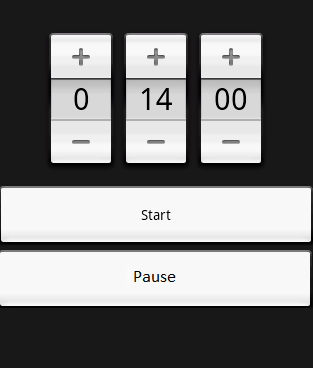 + + +
0 14 00
− − −
Start
Pause